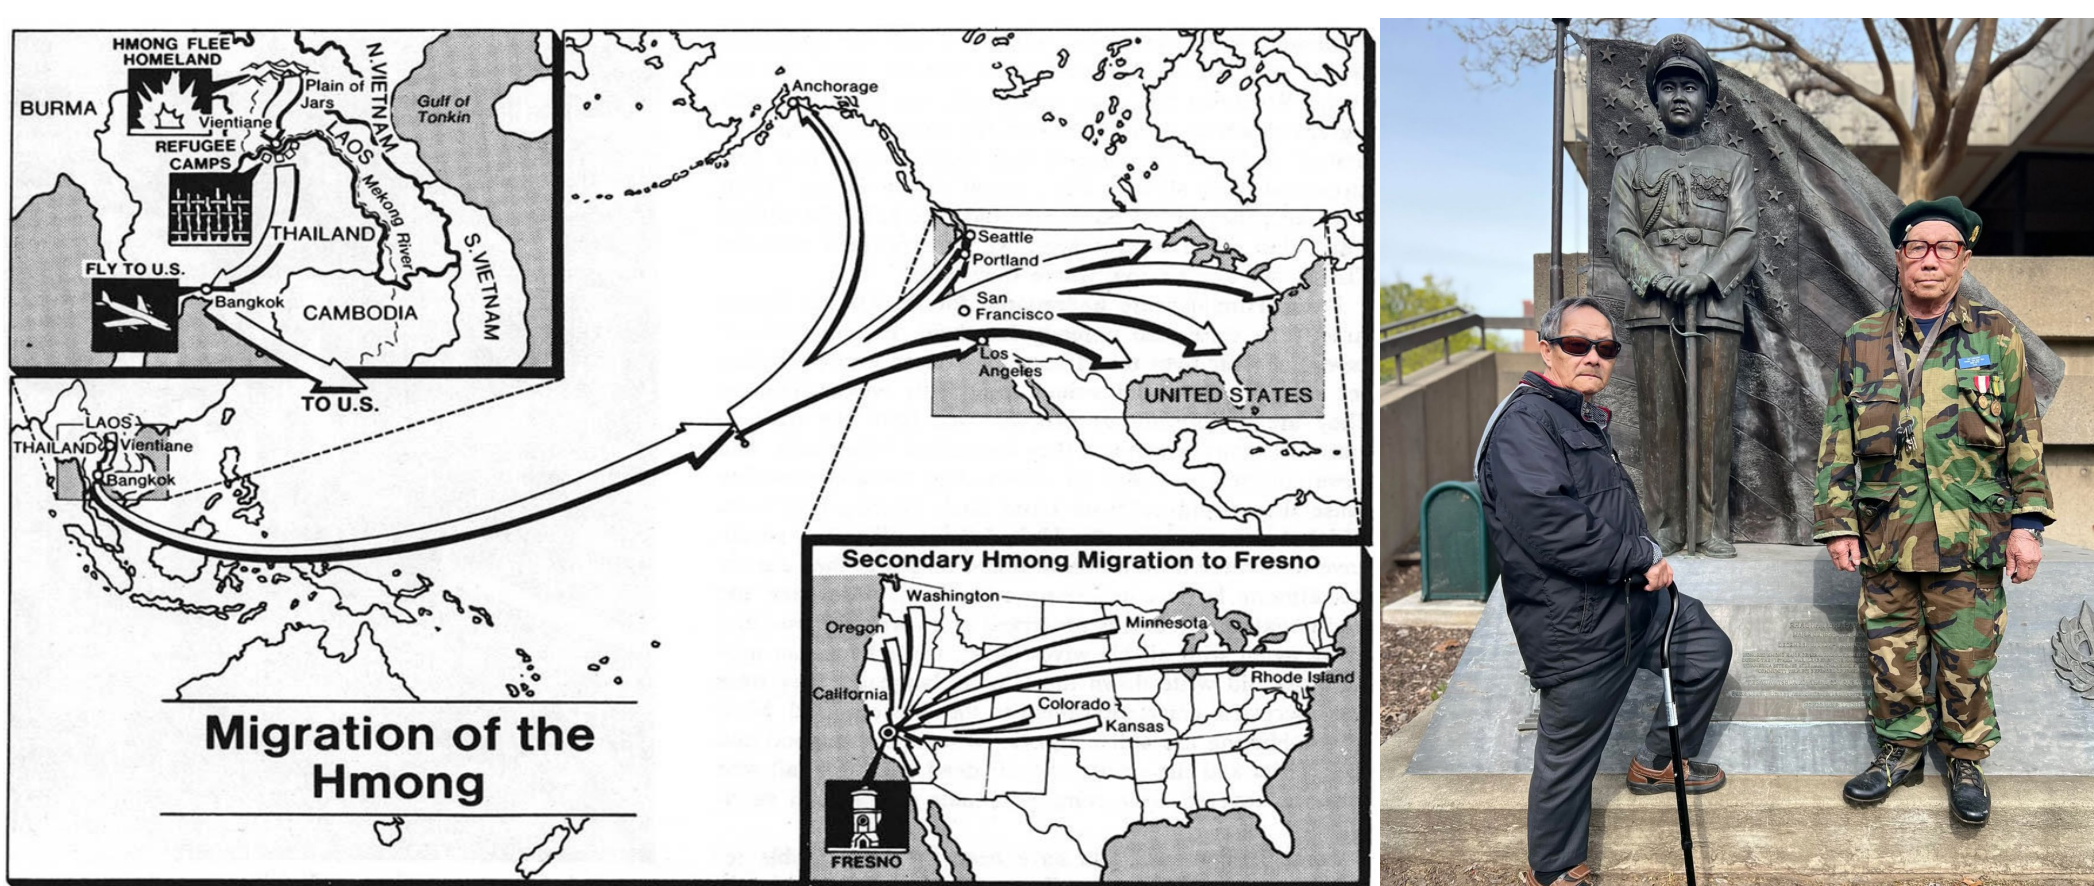 HMONG FLEE
HOMELAND
N. VIETNAM
BURMA
Plain of
Jars
Gulf of
Tonkin
Vientiane
LAOS
REFUGEE
CAMPS
Mekong River
THAILAND
S. VIETNAM
FLY TO U.S.
Bangkok
CAMBODIA
TO U.S.
LAOS
THAILAND
Vientiane
Bangkok
Anchorage
Seattle
Portland
San
Francisco
Los
Angeles
UNITED STATES
Migration of the
Hmong
Secondary Hmong Migration to Fresno
Washington
Oregon
Minnesota
California
Rhode Island
Colorado
Kansas
FRESNO